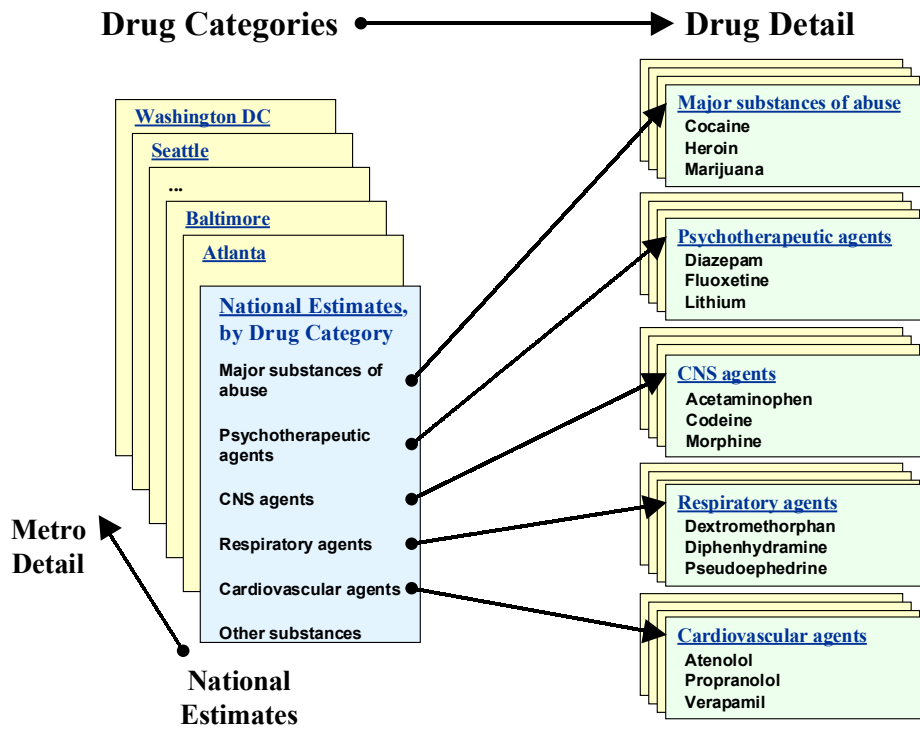 Drug Categories
Drug Detail
Washington DC
Seattle
...
Baltimore
Atlanta
National Estimates,
by Drug Category
Major substances of
abuse
Psychotherapeutic
agents
CNS agents
Respiratory agents
Cardiovascular agents
Other substances
Metro
Detail
National
Estimates
Major substances of abuse
Cocaine
Heroin
Marijuana
Psychotherapeutic agents
Diazepam
Fluoxetine
Lithium
CNS agents
Acetaminophen
Codeine
Morphine
Respiratory agents
Dextromethorphan
Diphenhydramine
Pseudoephedrine
Cardiovascular agents
Atenolol
Propranolol
Verapamil